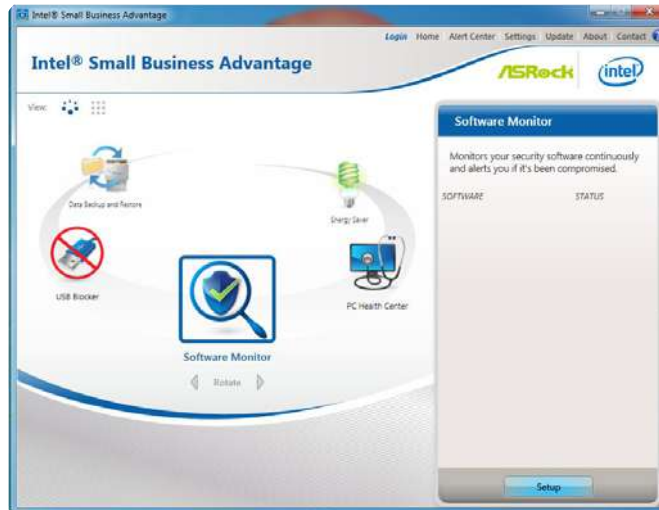 Intel® Small Business Advantage
Login Home Alert Center Settings Update About Contact
Intel® Small Business Advantage
ASRock
intel
View:
Software Monitor
Monitors your security software continuously
and alerts you if it's been compromised.
SOFTWARE STATUS
Data Backup and Restore
Energy Saver
USB Blocker
PC Health Center
Software Monitor
Rotate
Setup